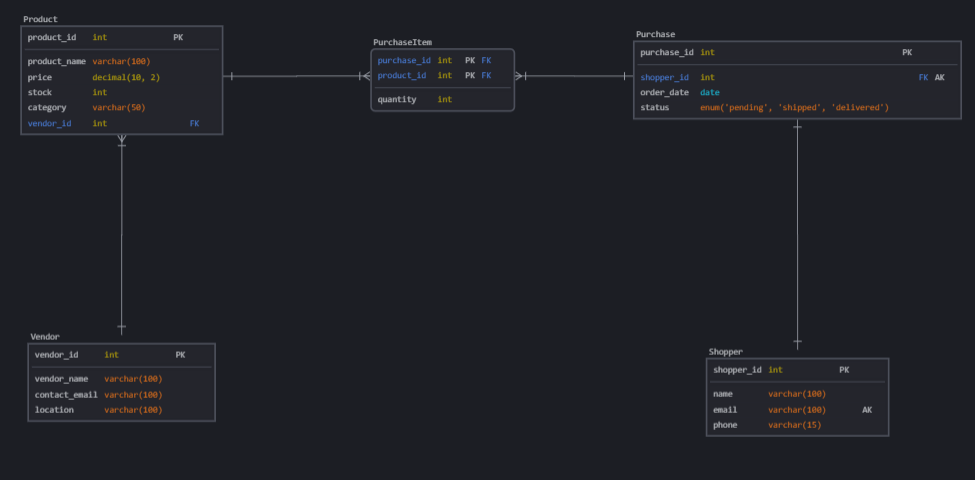 Product
product_id int PK
product_name varchar(100)
price decimal(10, 2)
stock int
category varchar(50)
vendor_id int FK
PurchaseItem
purchase_id int PK FK
product_id int PK FK
quantity int
Purchase
purchase_id int PK
shopper_id int FK AK
order_date date
status enum('pending', 'shipped', 'delivered')
Vendor
vendor_id int PK
vendor_name varchar(100)
contact_email varchar(100)
location varchar(100)
Shopper
shopper_id int PK
name varchar(100)
email varchar(100) AK
phone varchar(15)